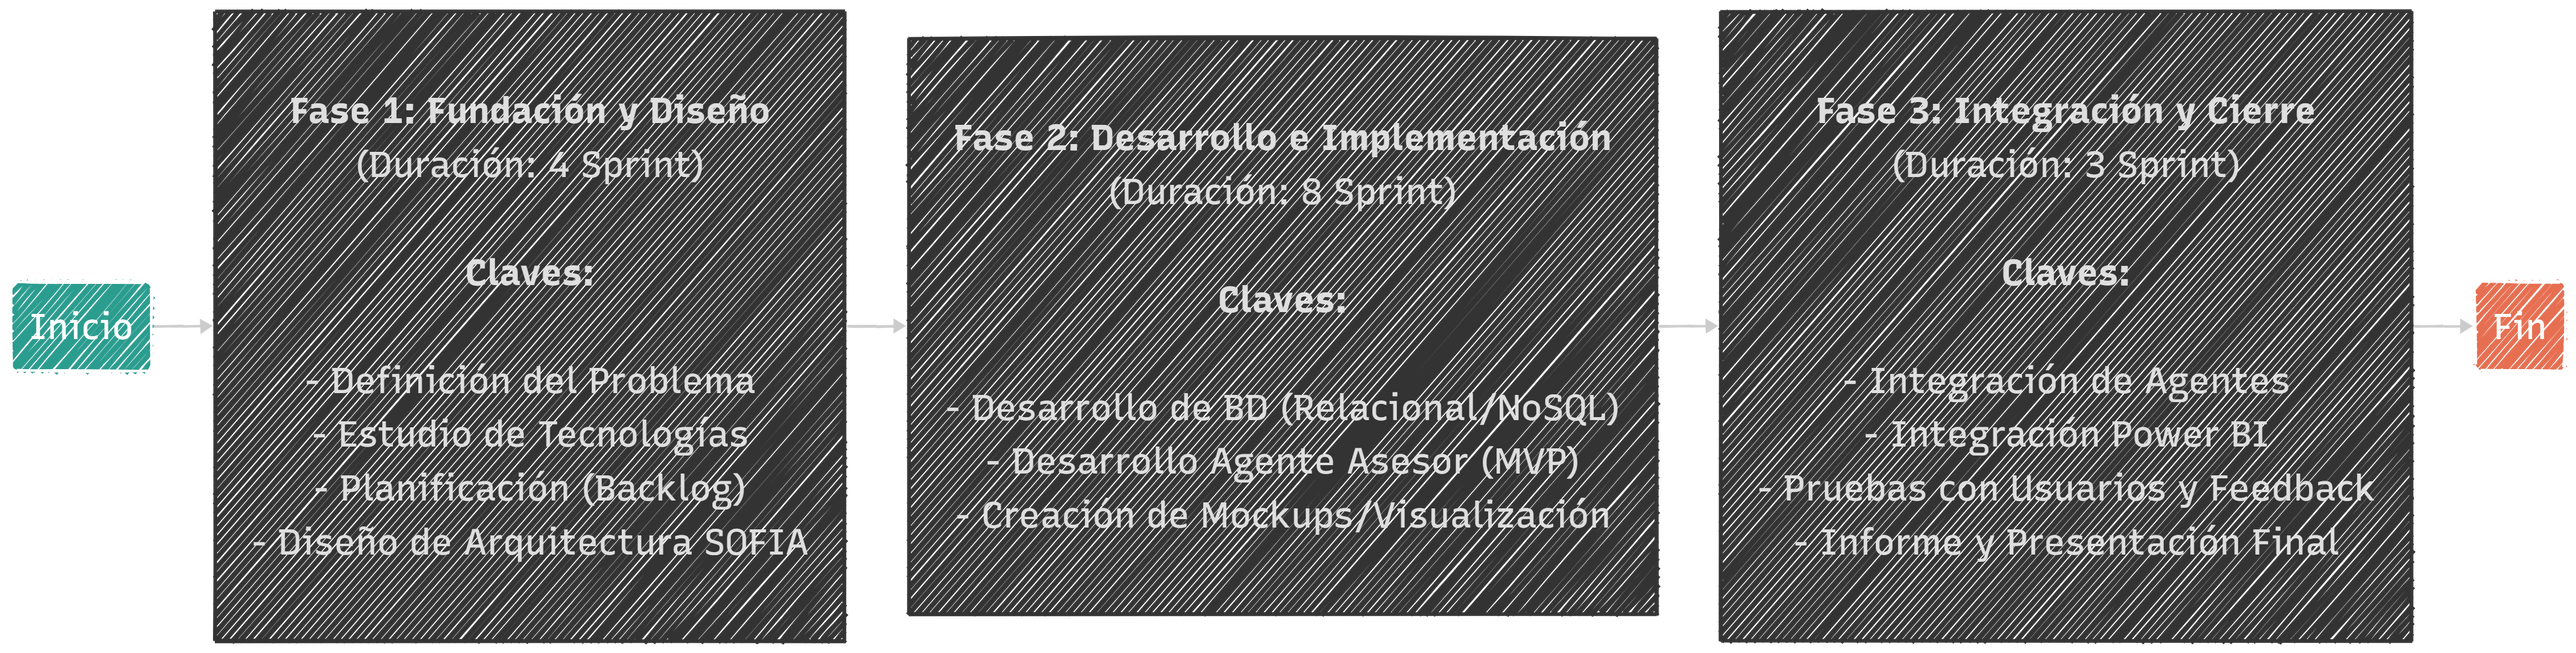 Inicio
Fase 1: Fundación y Diseño
(Duración: 4 Sprint)
Claves:
- Definición del Problema
- Estudio de Tecnologías
- Planificación (Backlog)
- Diseño de Arquitectura SOFIA
Fase 2: Desarrollo e Implementación
(Duración: 8 Sprint)
Claves:
- Desarrollo de BD (Relacional/NoSQL)
- Desarrollo Agente Asesor (MVP)
- Creación de Mockups/Visualización
Fase 3: Integración y Cierre
(Duración: 3 Sprint)
Claves:
- Integración de Agentes
- Integración Power BI
- Pruebas con Usuarios y Feedback
- Informe y Presentación Final
Fin